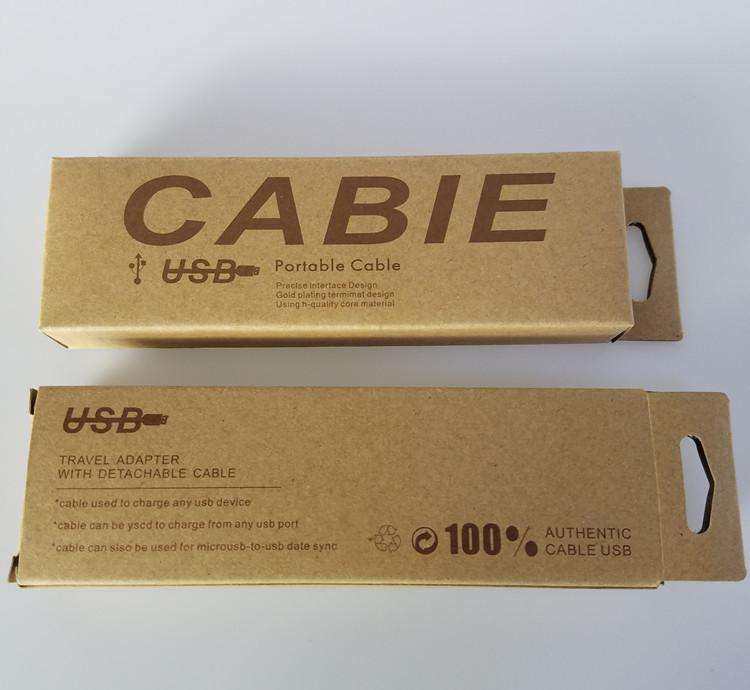 CABIE
USB
Portable Cable
Precise intertace Design
Gold plating termimat design
Using h-quality core material
USB
TRAVEL ADAPTER
WITH DETACHABLE CABLE
*cable used to charge any usb device
*cable can be yscd to charge from any usb port
*cable can siso be used for microusb-to-usb date sync
100%
AUTHENTIC
CABLE USB